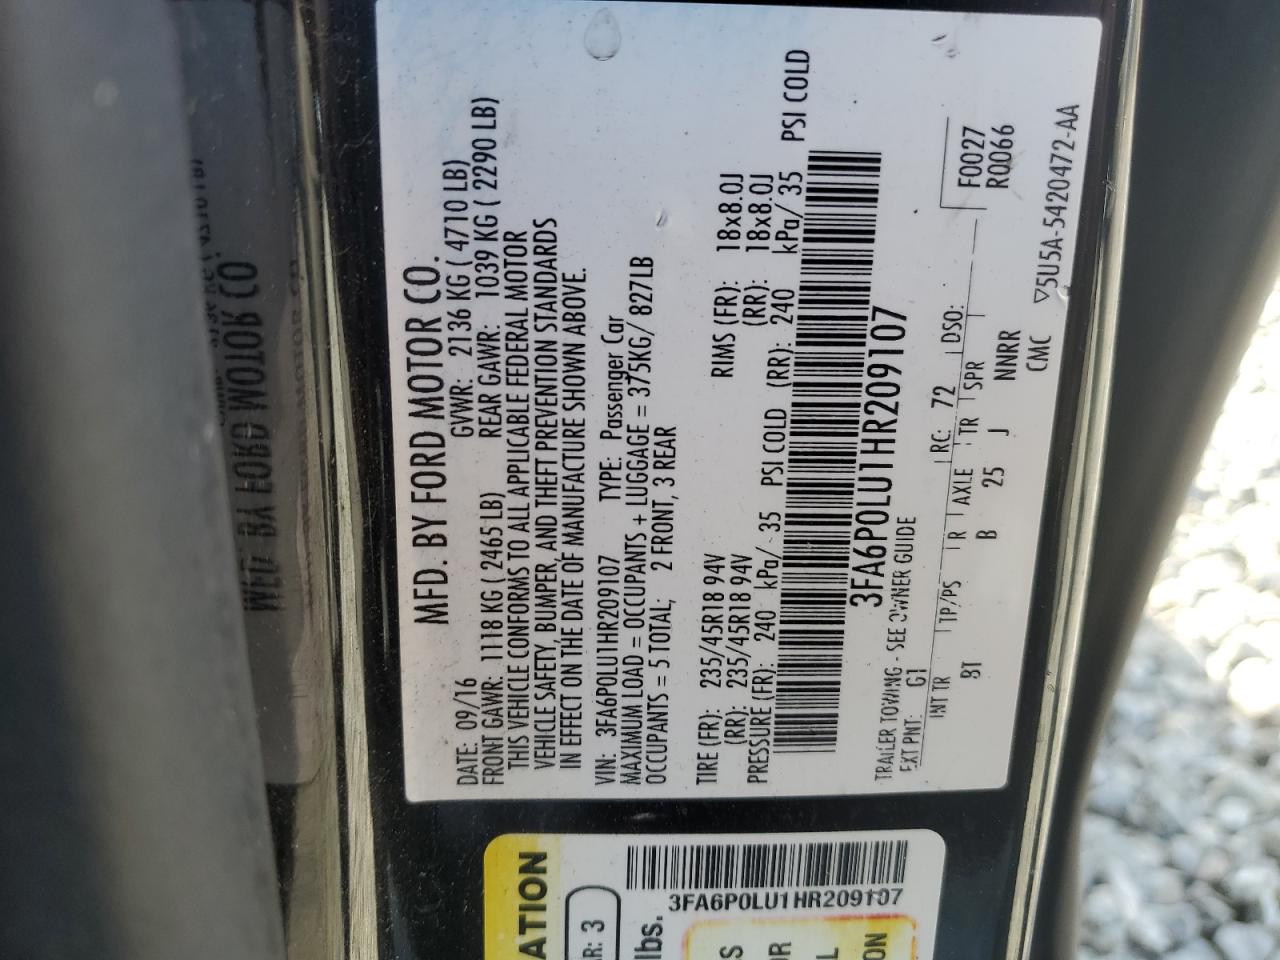 MFD. BY FORD MOTOR CO.
DATE: 09/16 GVWR: 2136 KG ( 4710 LB)
FRONT GAWR: 1118 KG ( 2465 LB) REAR GAWR: 1039 KG ( 2290 LB)
THIS VEHICLE CONFORMS TO ALL APPLICABLE FEDERAL MOTOR
VEHICLE SAFETY, BUMPER, AND THEFT PREVENTION STANDARDS
IN EFFECT ON THE DATE OF MANUFACTURE SHOWN ABOVE.
VIN: 3FA6P0LU1HR209107 TYPE: Passenger Car
MAXIMUM LOAD = OCCUPANTS + LUGGAGE = 375KG/ 827LB
OCCUPANTS = 5 TOTAL, 2 FRONT, 3 REAR
TIRE (FR): 235/45R18 94V RIMS (FR): 18x8.0J
(RR): 235/45R18 94V (RR): 18x8.0J
PRESSURE (FR): 240 kPa/ 35 PSI COLD (RR): 240 kPa/ 35 PSI COLD
3FA6P0LU1HR209107
TRAILER TOWING - SEE OWNER GUIDE
EXT PNT: G1 RC: 72 DSO: F0027
R0066
INT TR TP/PS R AXLE TR SPR
BT B 25 J NNRR
CMC ▽5U5A-5420472-AA
ATION
AR: 3
3FA6P0LU1HR209107
lbs.
S
OR
L
ON